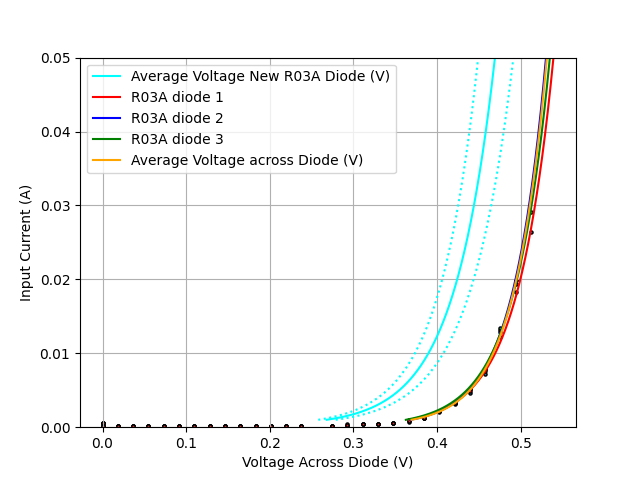 0.05
0.04
0.03
0.02
0.01
0.00
Input Current (A)
Average Voltage New R03A Diode (V)
R03A diode 1
R03A diode 2
R03A diode 3
Average Voltage across Diode (V)
0.0 0.1 0.2 0.3 0.4 0.5
Voltage Across Diode (V)